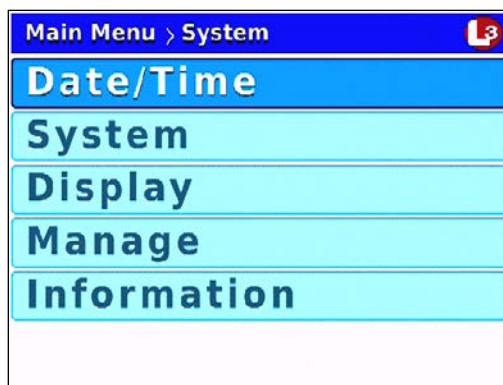 Main Menu > System
L3
Date/Time
System
Display
Manage
Information